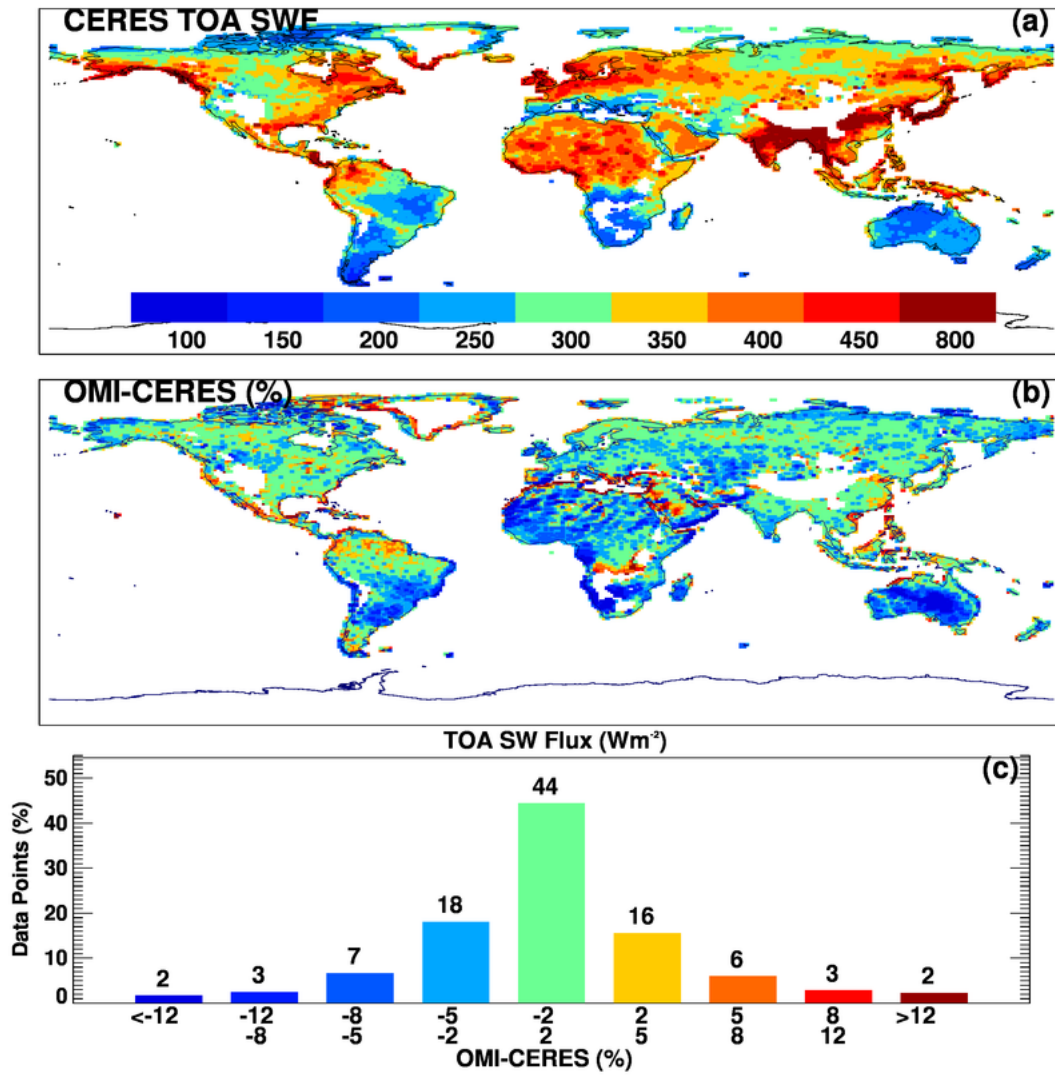 CERES TOA SWF (a)
100 150 200 250 300 350 400 450 800
OMI-CERES (%) (b)
TOA SW Flux (Wm⁻²)
(c)
Data Points (%)
50
40
30
20
10
0
2 3 7 18 44 16 6 3 2
<-12 -12 -8 -5 -2 2 5 8 >12
-8 -5 -2 2 5 8 12
OMI-CERES (%)